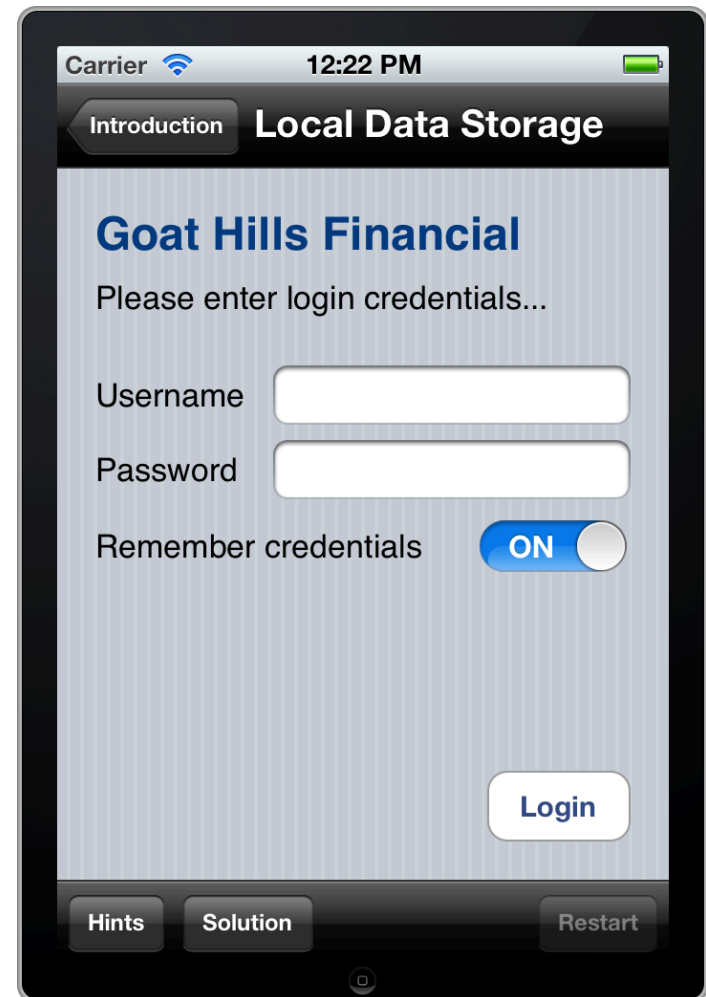 Carrier 12:22 PM
Introduction Local Data Storage
Goat Hills Financial
Please enter login credentials...
Username
Password
Remember credentials ON
Login
Hints Solution Restart